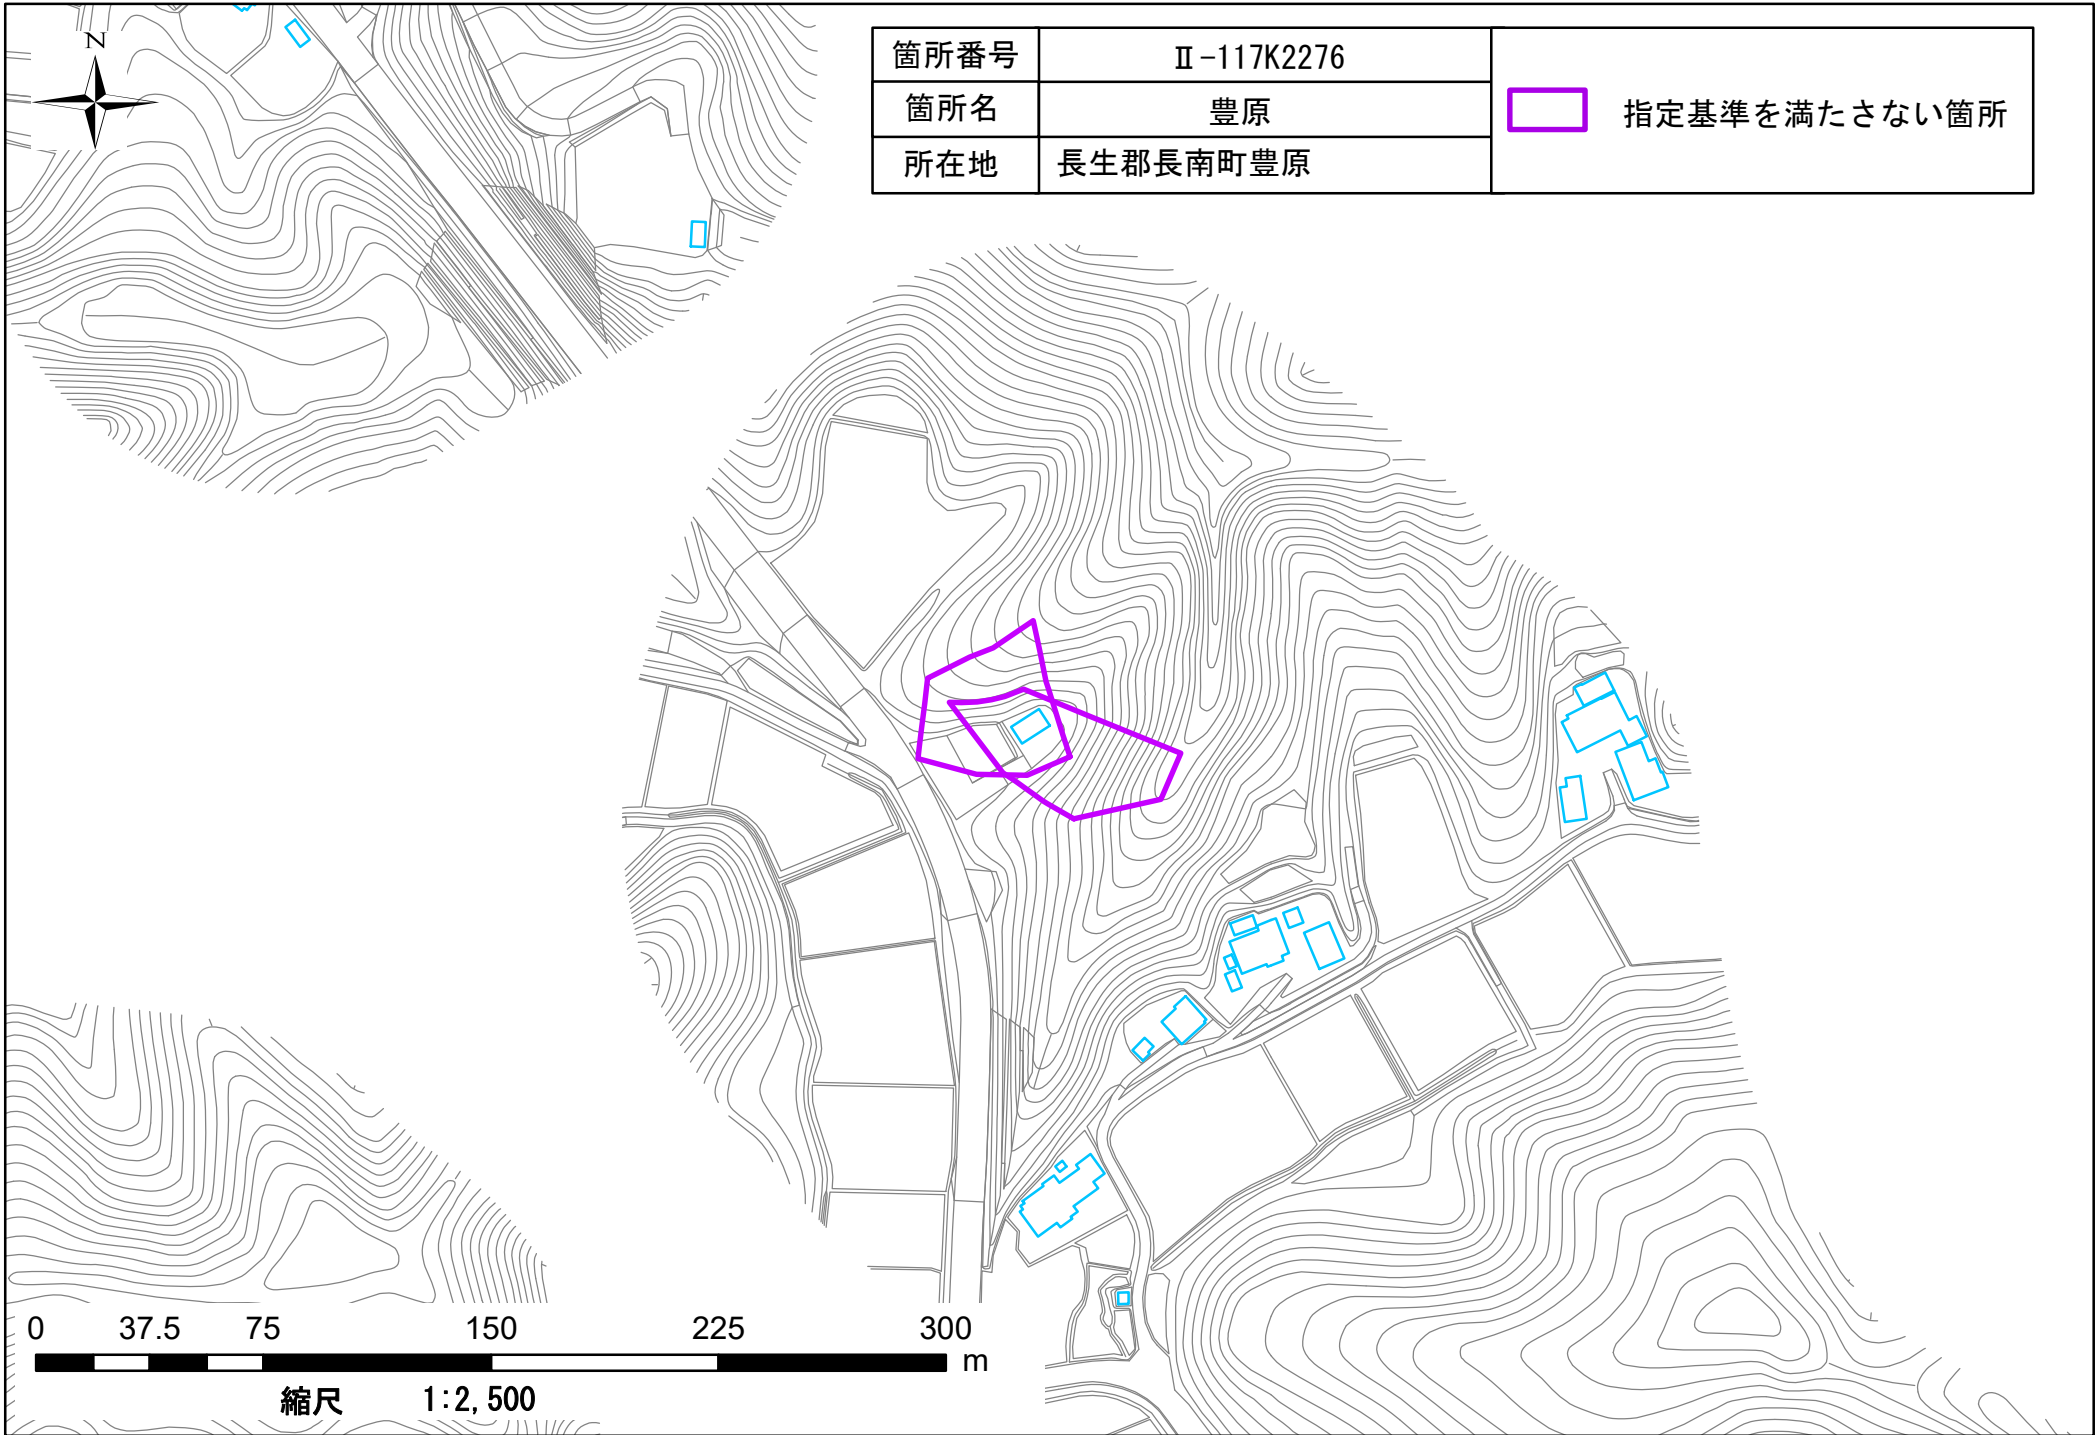 N
箇所番号 Ⅱ-117K2276
箇所名 豊原
所在地 長生郡長南町豊原
指定基準を満たさない箇所
0 37.5 75 150 225 300
m
縮尺 1:2,500